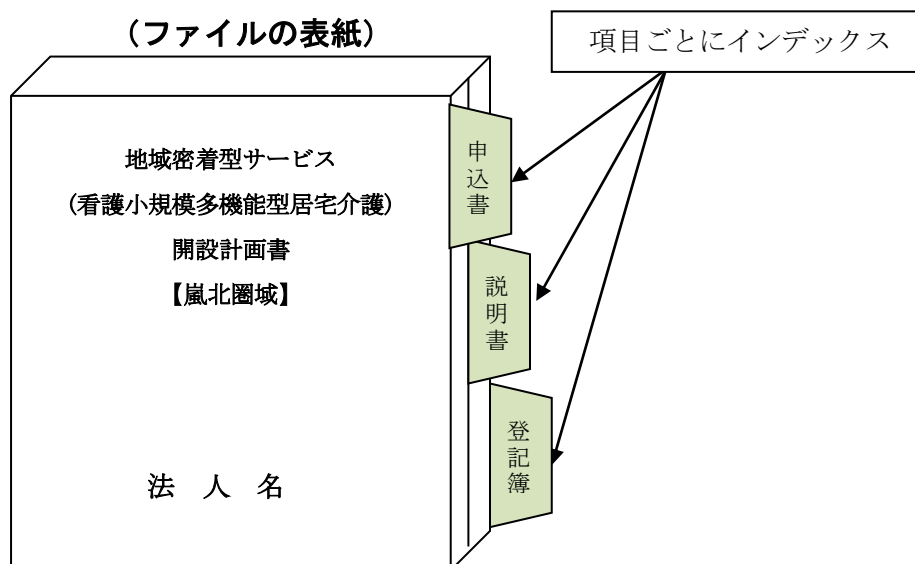 （ファイルの表紙）
項目ごとにインデックス
地域密着型サービス
（看護小規模多機能型居宅介護）
開設計画書
【嵐北圏域】
法　人　名
申込書
説明書
登記簿